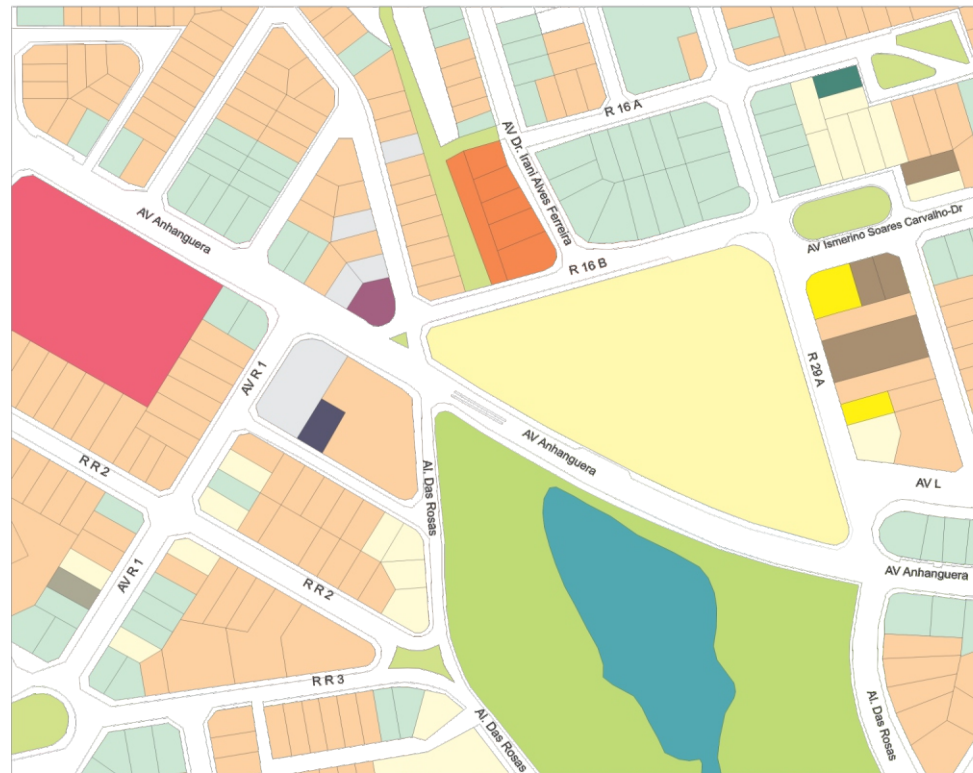 R 16 A
AV Dr. Irani Alves Ferreira
AV Anhanguera
AV Ismerino Soares Carvalho-Dr
R 16 B
R 29 A
AV R 1
AV Anhanguera
R R 2
Al. Das Rosas
AV L
AV R 1
R R 2
AV Anhanguera
R R 3
Al. Das Rosas
Al. Das Rosas